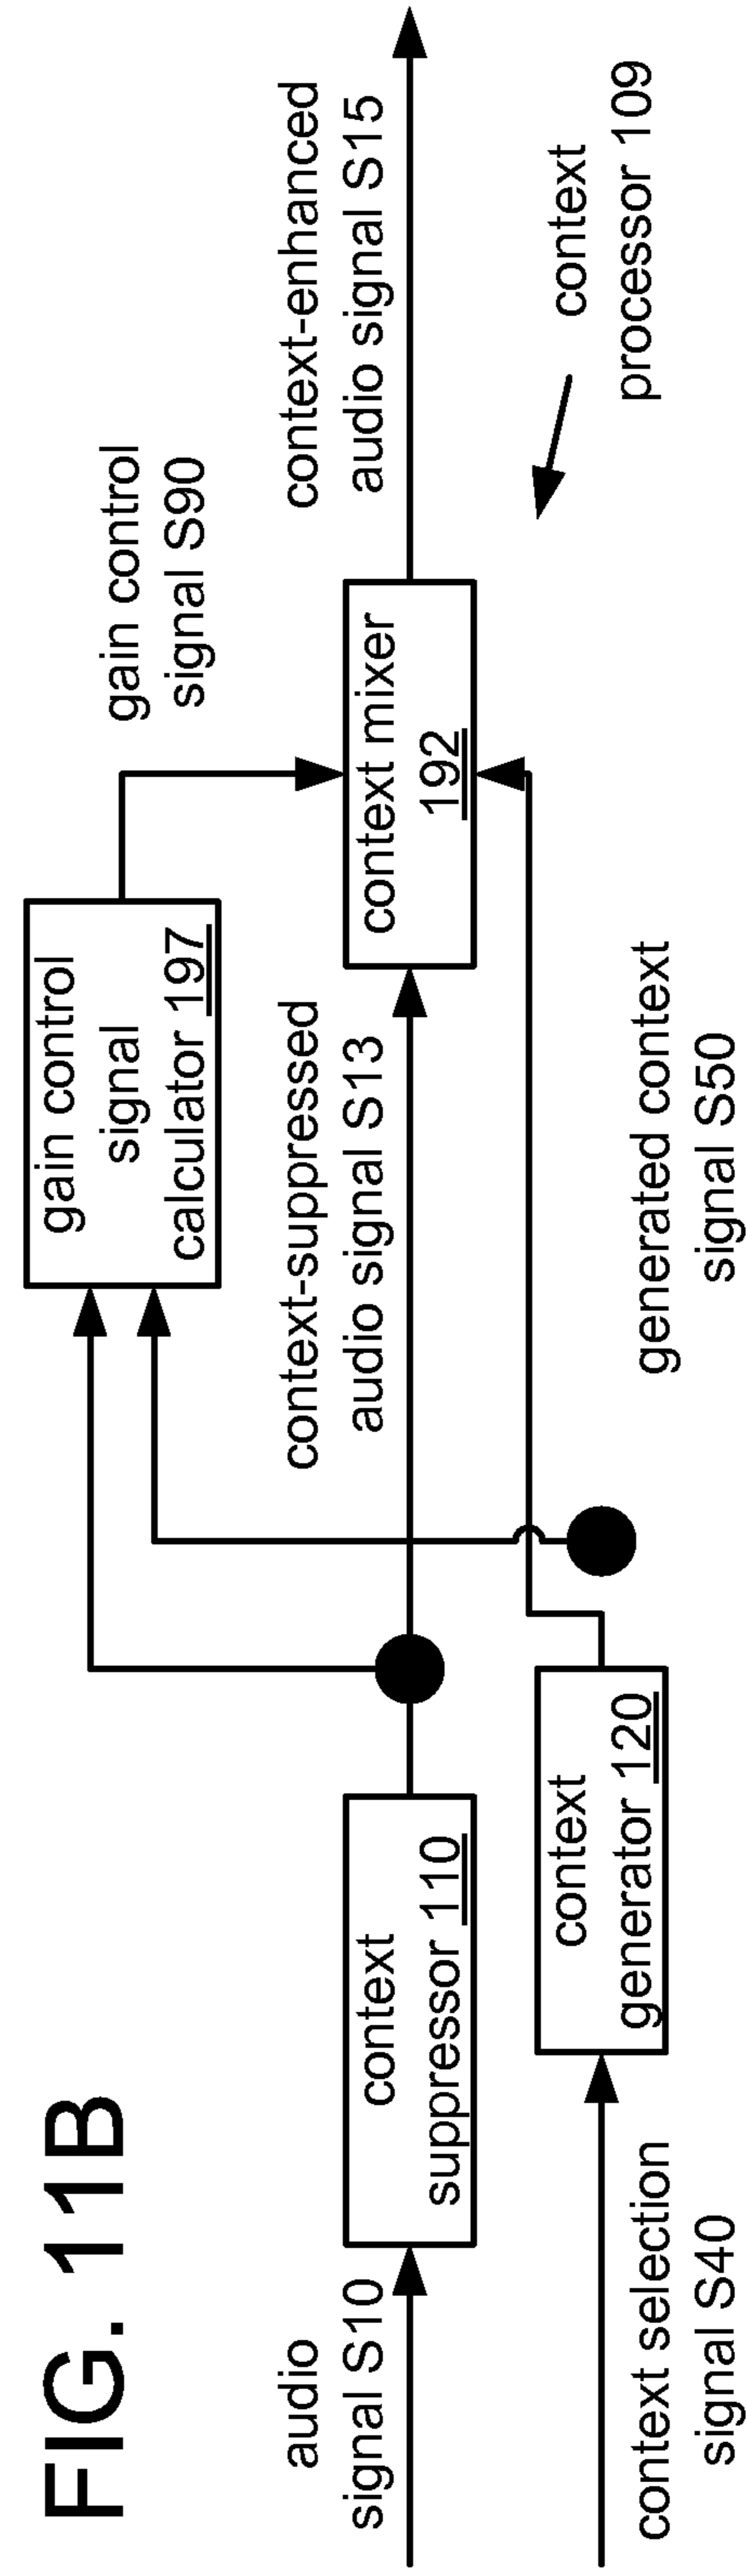 FIG. 11B
audio
signal S10
context
suppressor 110
context-suppressed
audio signal S13
gain control
signal
calculator 197
gain control
signal S90
context mixer
192
context-enhanced
audio signal S15
context selection
signal S40
context
generator 120
generated context
signal S50
context
processor 109